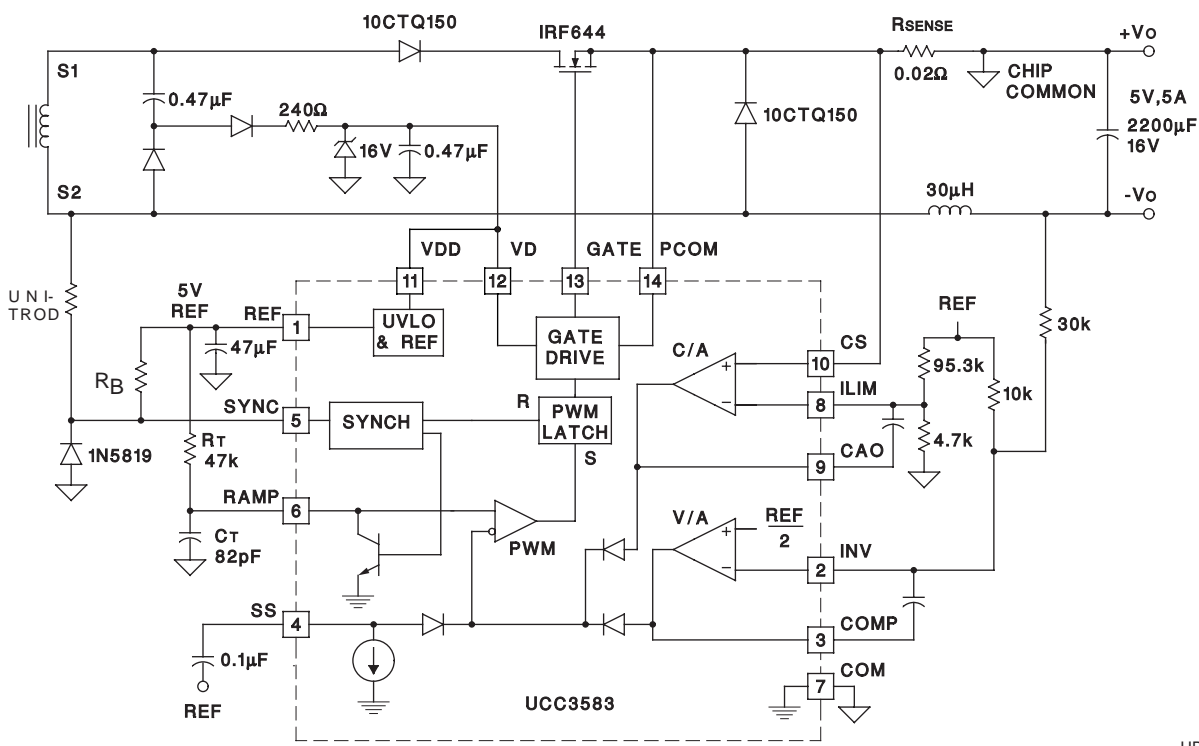 10CTQ150
IRF644
RSENSE
0.02Ω
+VO
S1
0.47μF
240Ω
16V
0.47μF
10CTQ150
CHIP
COMMON
5V,5A
2200μF
16V
S2
30μH
-VO
UNI-
TROD
5V
REF
VDD
VD
GATE
PCOM
11
12
13
14
REF
1
UVLO
& REF
GATE
DRIVE
47μF
RB
C/A
+
−
CS
10
REF
30k
95.3k
10k
ILIM
8
SYNC
5
SYNCH
R
PWM
LATCH
S
4.7k
1N5819
RT
47k
CAO
9
RAMP
6
CT
82pF
PWM
V/A
+
−
REF
2
INV
2
SS
4
COMP
3
0.1μF
REF
UCC3583
COM
7